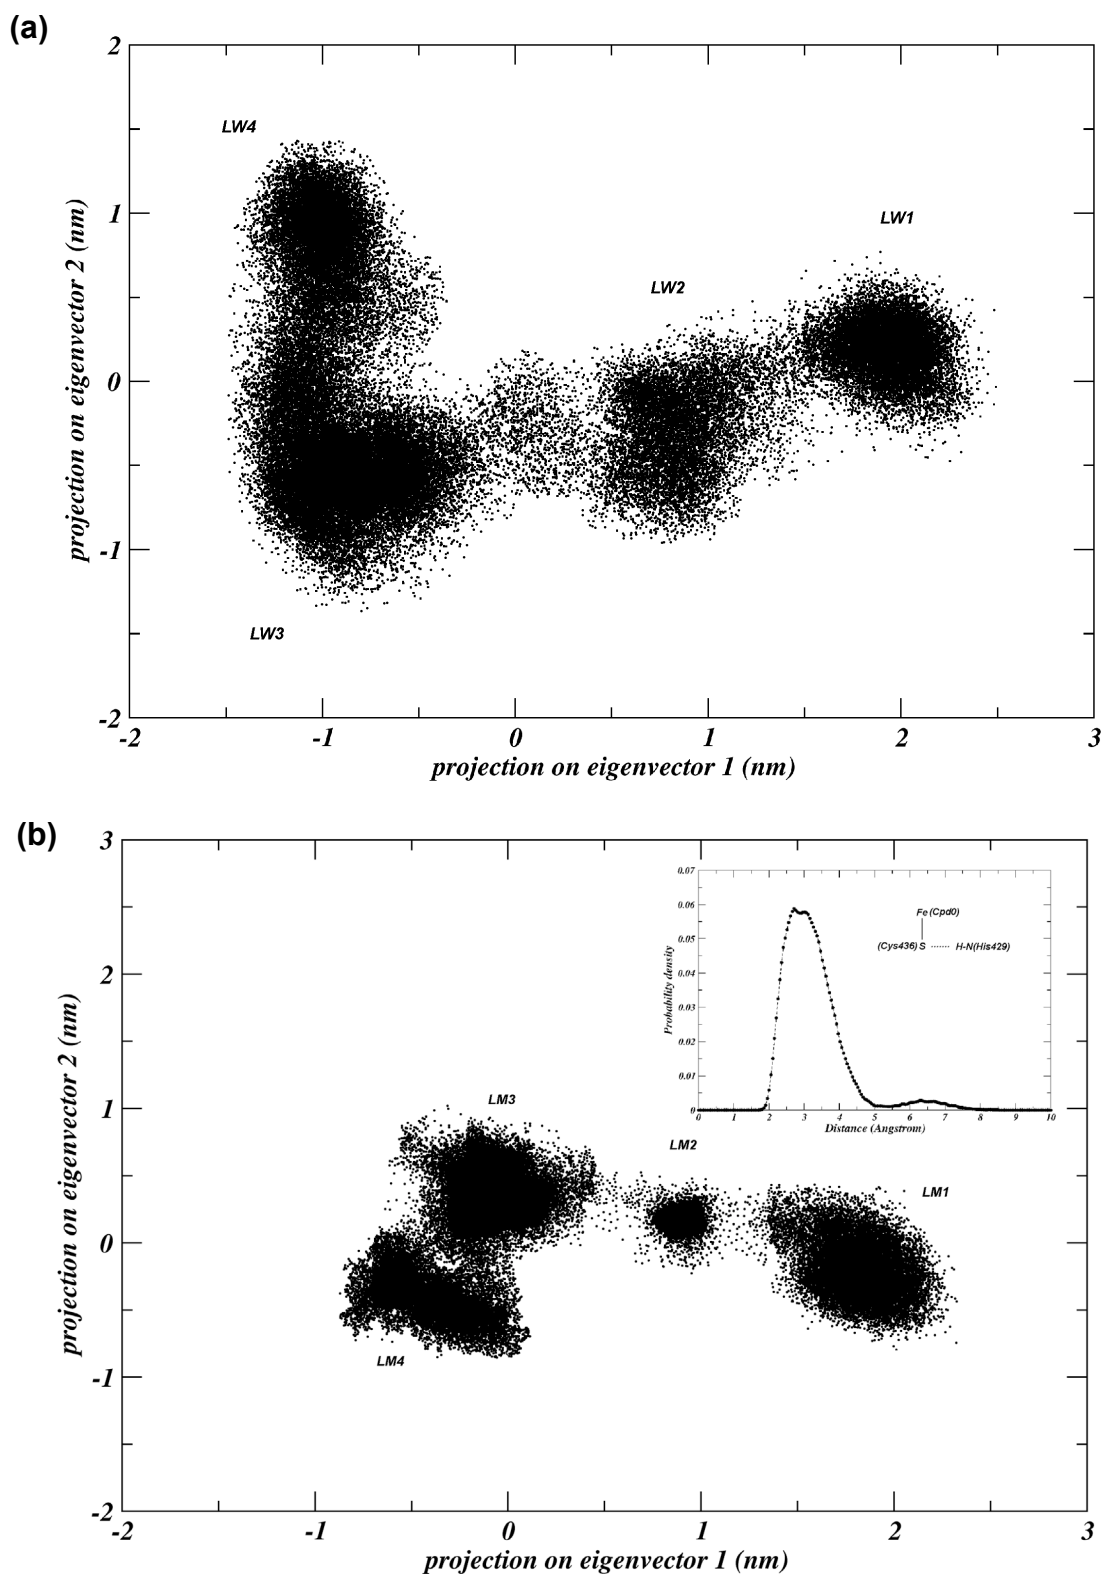 (a)
2
1
0
-1
-2
projection on eigenvector 2 (nm)
LW4
LW1
LW2
LW3
-2 -1 0 1 2 3
projection on eigenvector 1 (nm)
(b)
3
2
1
0
-1
-2
projection on eigenvector 2 (nm)
0.07
0.06
0.05
0.04
0.03
0.02
0.01
0
Probability density
Fe (Cpd0)
(Cys436) S ········ H-N(His429)
0 1 2 3 4 5 6 7 8 9 10
Distance (Angstrom)
LM3
LM2
LM1
LM4
-2 -1 0 1 2 3
projection on eigenvector 1 (nm)